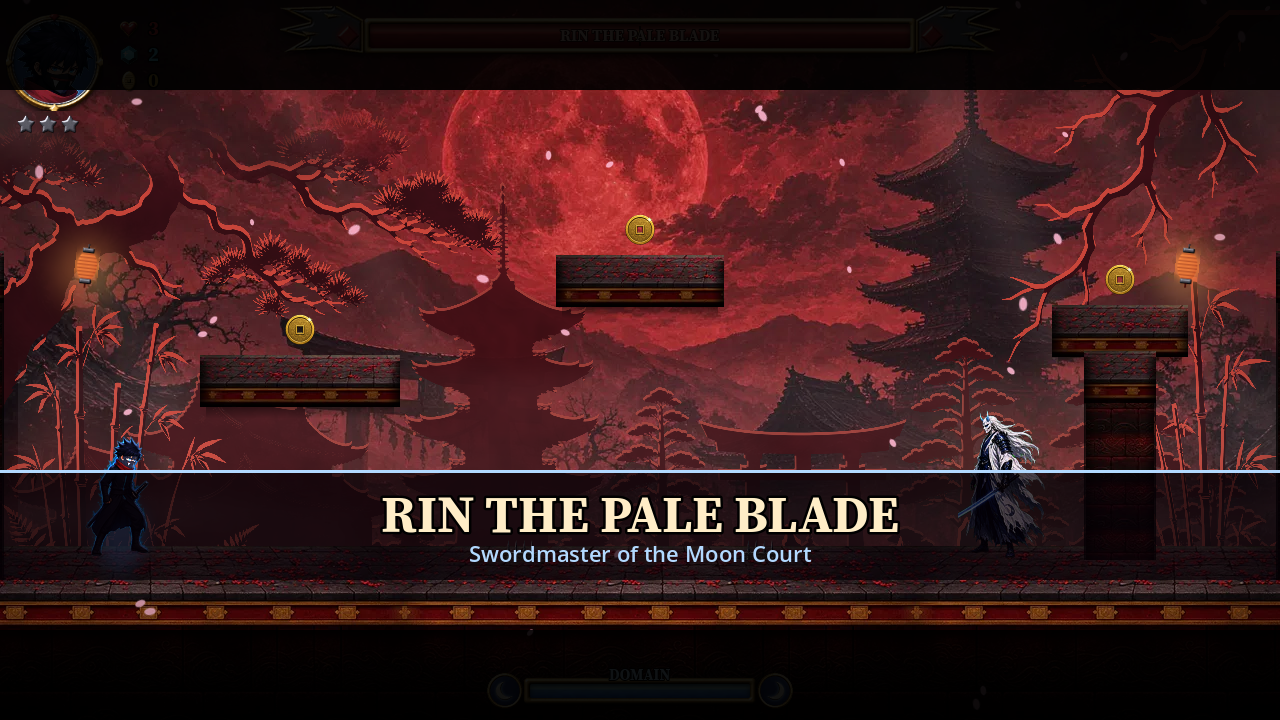 RIN THE PALE BLADE
3
2
0
RIN THE PALE BLADE
Swordmaster of the Moon Court
DOMAIN